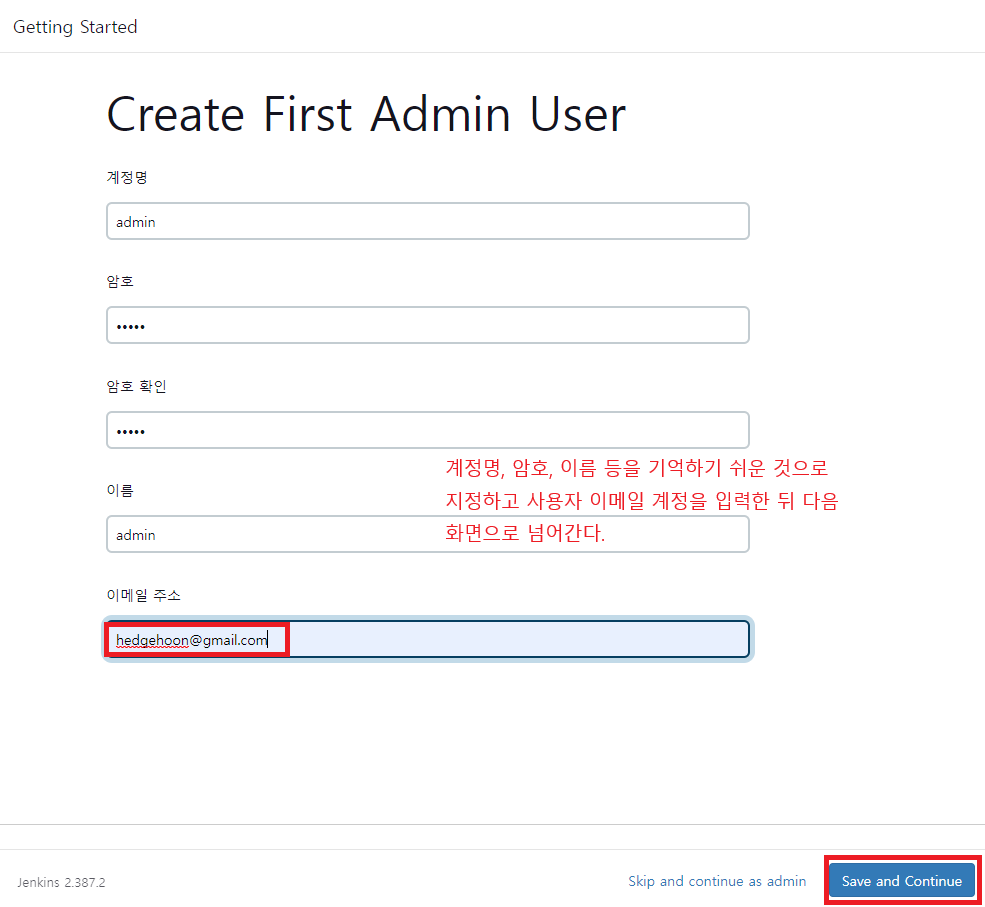 Getting Started
Create First Admin User
계정명
admin
암호
•••••
암호 확인
•••••
계정명, 암호, 이름 등을 기억하기 쉬운 것으로
지정하고 사용자 이메일 계정을 입력한 뒤 다음
화면으로 넘어간다.
이름
admin
이메일 주소
hedgehoon@gmail.com
Jenkins 2.387.2
Skip and continue as admin
Save and Continue